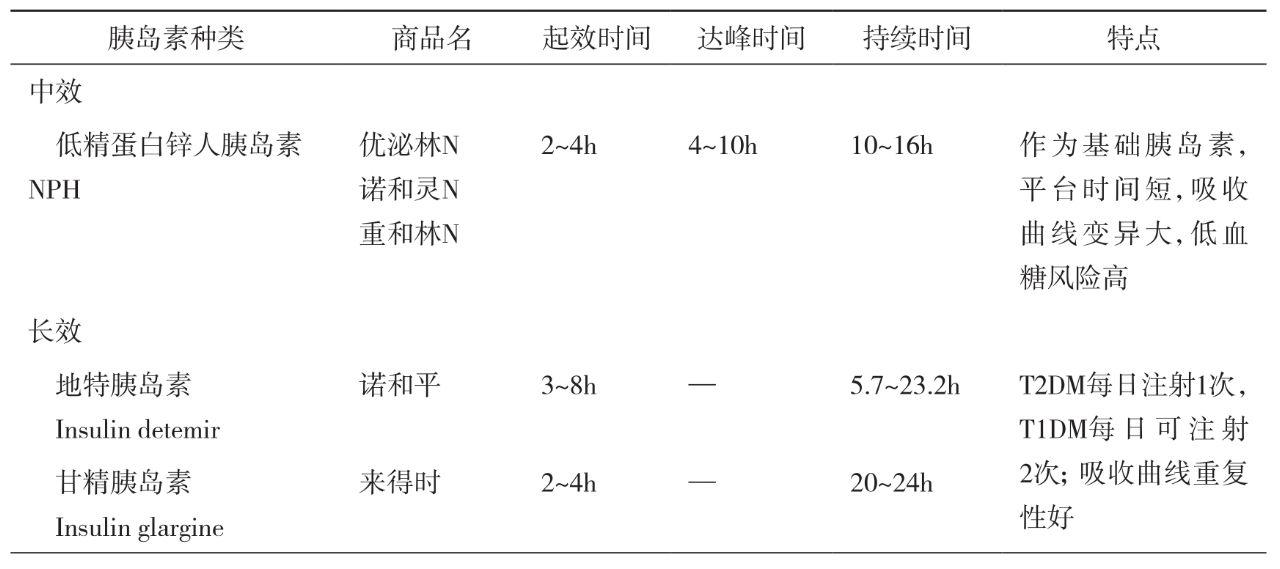 胰岛素种类 商品名 起效时间 达峰时间 持续时间 特点
中效
低精蛋白锌人胰岛素 优泌林N 2~4h 4~10h 10~16h 作为基础胰岛素,
NPH 诺和灵N 平台时间短,吸收
重和林N 曲线变异大,低血
糖风险高
长效
地特胰岛素 诺和平 3~8h — 5.7~23.2h T2DM每日注射1次,
Insulin detemir T1DM每日可注射
甘精胰岛素 来得时 2~4h — 20~24h 2次; 吸收曲线重复
Insulin glargine 性好